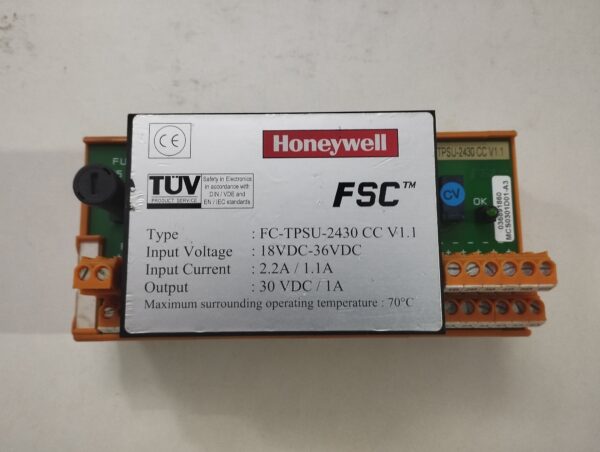 CE
Honeywell
TÜV
PRODUCT SERVICE
Safety in Electronics
in accordance with
DIN / VDE and
EN / IEC standards
FSC™
Type : FC-TPSU-2430 CC V1.1
Input Voltage : 18VDC-36VDC
Input Current : 2.2A / 1.1A
Output : 30 VDC / 1A
Maximum surrounding operating temperature : 70°C
FU
TPSU-2430 CC V1.1
CV
OK
MCS0301D01-A3